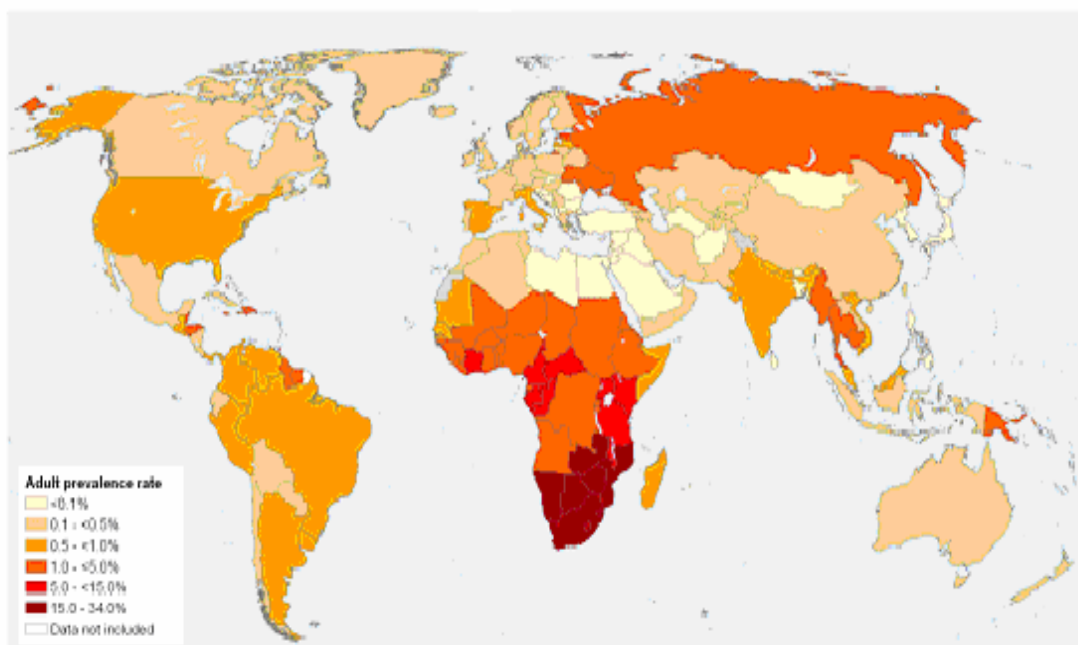 Adult prevalence rate
<0.1%
0.1 - <0.5%
0.5 - <1.0%
1.0 - <5.0%
5.0 - <15.0%
15.0 - 34.0%
Data not included